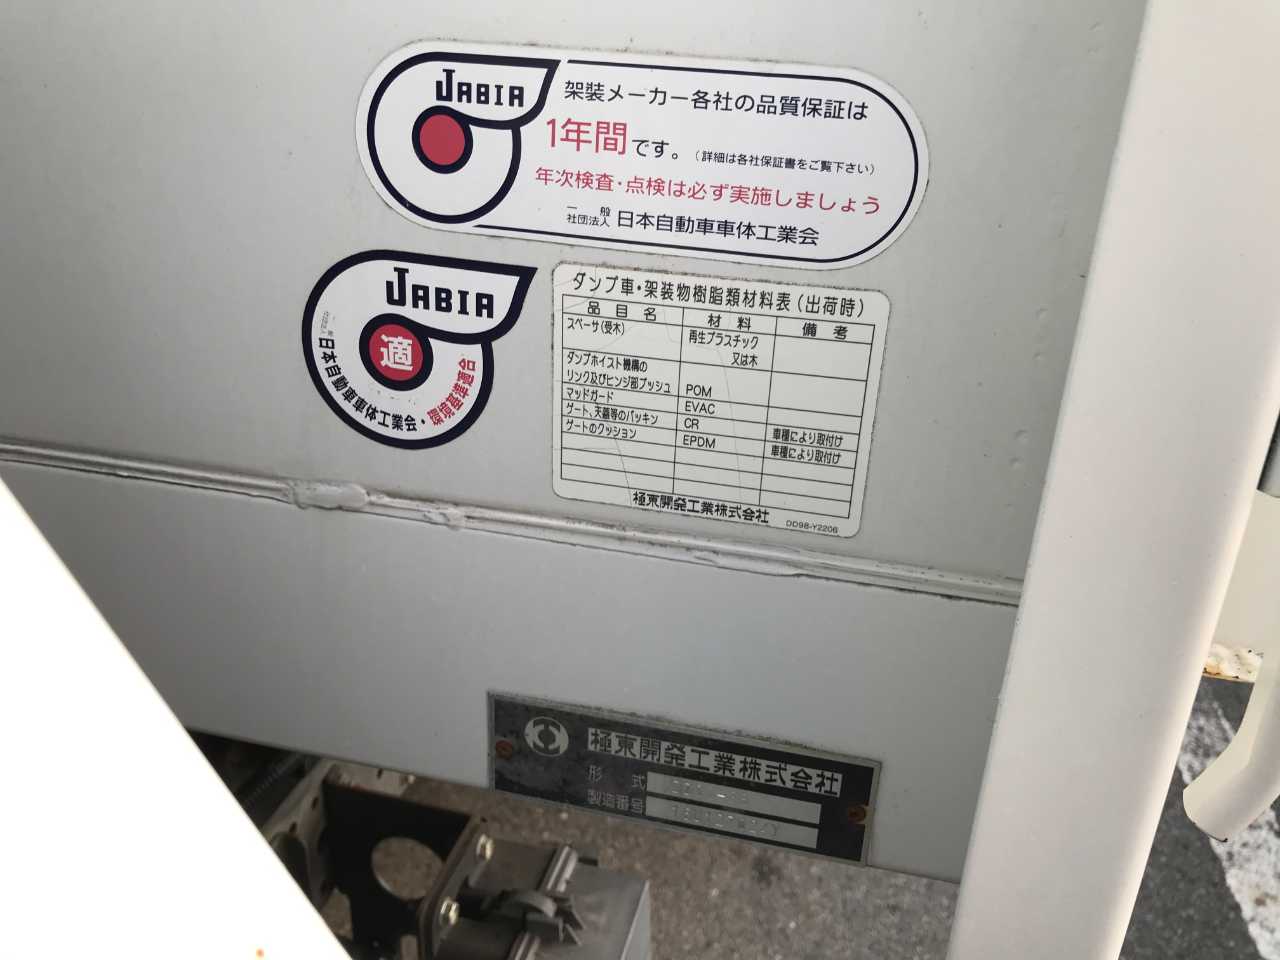 JABIA
架装メーカー各社の品質保証は
1年間です。(詳細は各社保証書をご覧下さい)
年次検査・点検は必ず実施しましょう
一般社団法人 日本自動車車体工業会
JABIA
適
一般社団法人 日本自動車車体工業会・環境基準適合
ダンプ車・架装物樹脂類材料表(出荷時)
品目名 材料 備考
スペーサ(受木) 再生プラスチック又は木
ダンプホイスト機構の
リンク及びヒンジ部ブッシュ POM
マッドガード EVAC
ゲート、天蓋等のパッキン CR 車種により取付け
ゲートのクッション EPDM 車種により取付け
極東開発工業株式会社
DD98-Y2206
極東開発工業株式会社
形式
製造番号